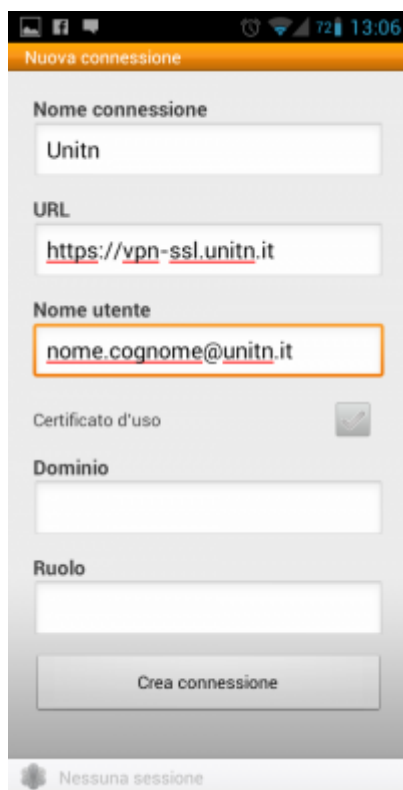 72 13:06
Nuova connessione
Nome connessione
Unitn
URL
https://vpn-ssl.unitn.it
Nome utente
nome.cognome@unitn.it
Certificato d'uso
Dominio
Ruolo
Crea connessione
Nessuna sessione